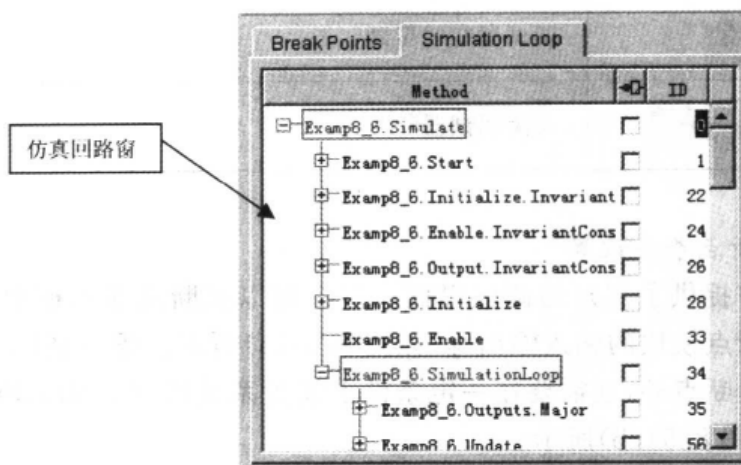 Break Points Simulation Loop
Method ID
Examp8_6.Simulate 0
仿真回路窗
Examp8_6.Start 1
Examp8_6.Initialize.Invariant 22
Examp8_6.Enable.InvariantCons 24
Examp8_6.Output.InvariantCons 26
Examp8_6.Initialize 28
Examp8_6.Enable 33
Examp8_6.SimulationLoop 34
Examp8_6.Outputs.Major 35
Examp8_6.Update 56